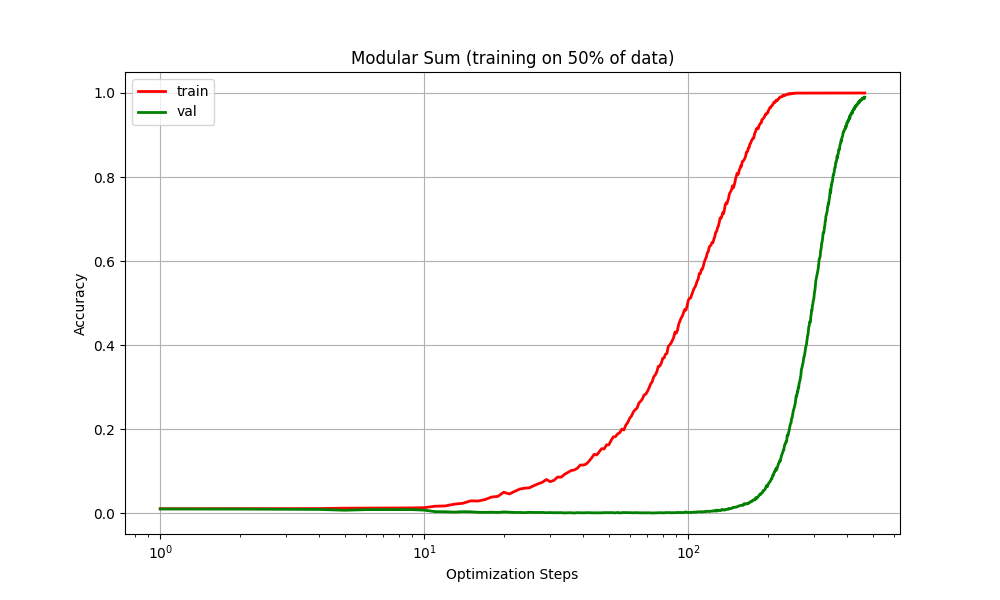 Modular Sum (training on 50% of data)
train
val
1.0
0.8
0.6
0.4
0.2
0.0
Accuracy
10⁰
10¹
10²
Optimization Steps